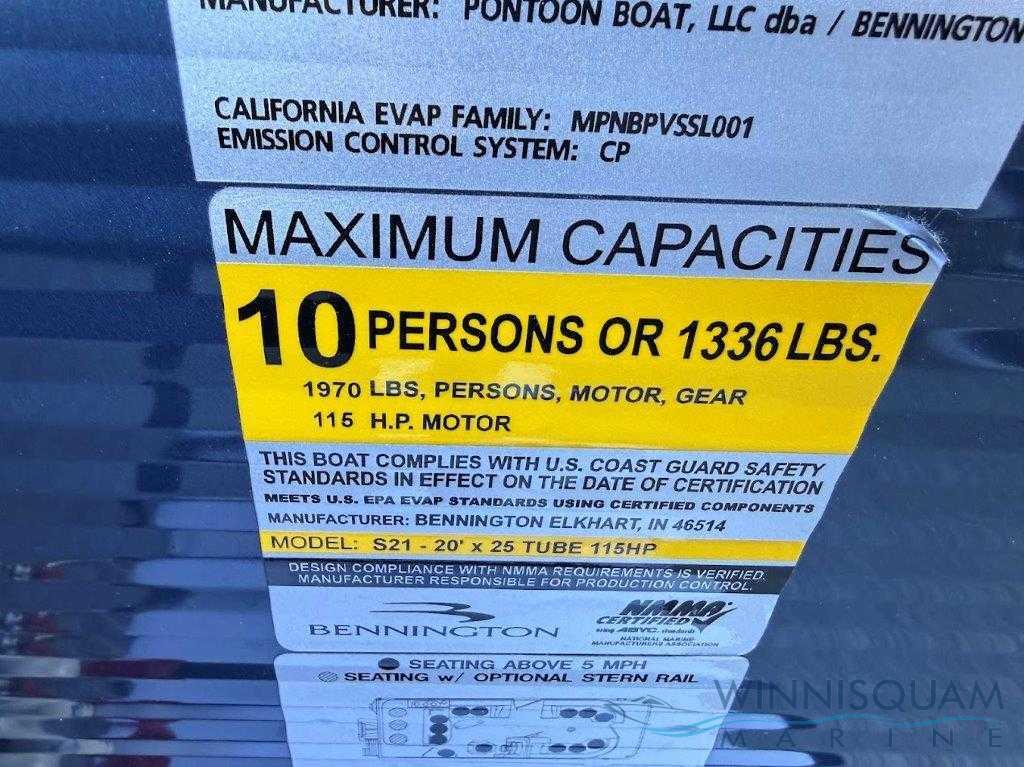 MANUFACTURER: PONTOON BOAT, LLC dba / BENNINGTON
CALIFORNIA EVAP FAMILY: MPNBPVSSL001
EMISSION CONTROL SYSTEM: CP
MAXIMUM CAPACITIES
10 PERSONS OR 1336 LBS.
1970 LBS, PERSONS, MOTOR, GEAR
115 H.P. MOTOR
THIS BOAT COMPLIES WITH U.S. COAST GUARD SAFETY
STANDARDS IN EFFECT ON THE DATE OF CERTIFICATION
MEETS U.S. EPA EVAP STANDARDS USING CERTIFIED COMPONENTS
MANUFACTURER: BENNINGTON ELKHART, IN 46514
MODEL: S21 - 20' x 25 TUBE 115HP
DESIGN COMPLIANCE WITH NMMA REQUIREMENTS IS VERIFIED.
MANUFACTURER RESPONSIBLE FOR PRODUCTION CONTROL.
BENNINGTON
NMMA
CERTIFIED
using ABYC standards
NATIONAL MARINE
MANUFACTURERS ASSOCIATION
SEATING ABOVE 5 MPH
SEATING w/ OPTIONAL STERN RAIL
WINNISQUAM
MARINE